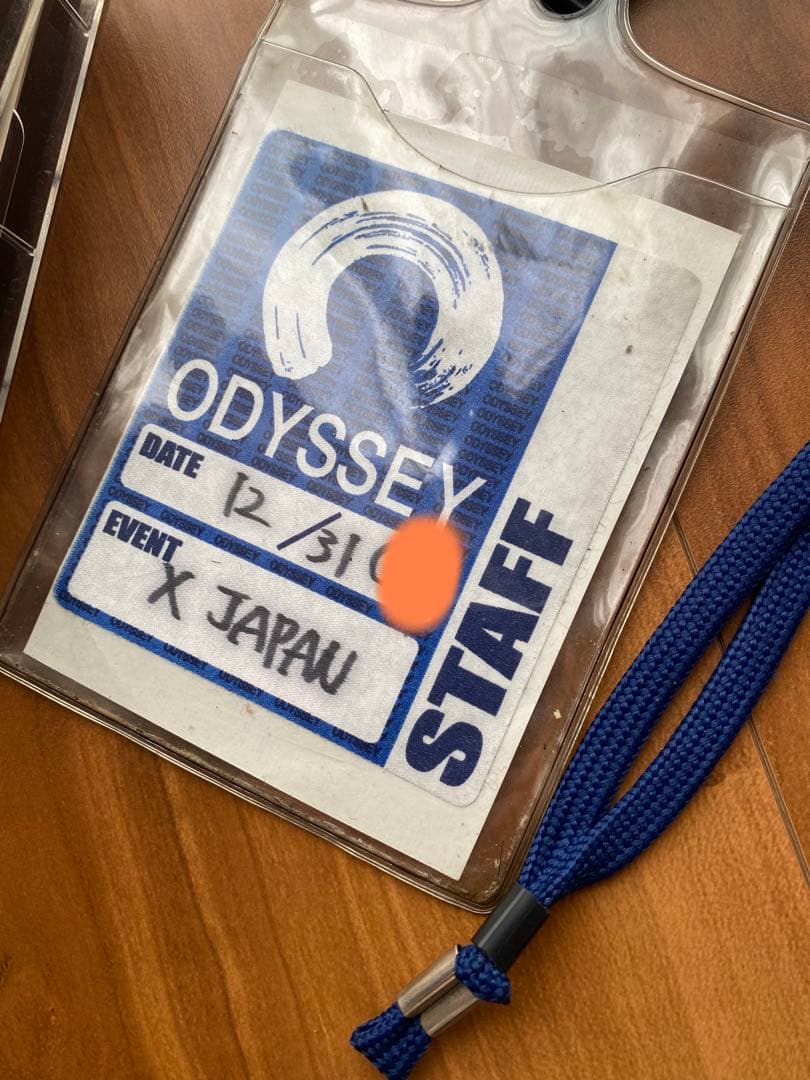 ODYSSEY
DATE
12/31(
EVENT
X JAPAN
STAFF